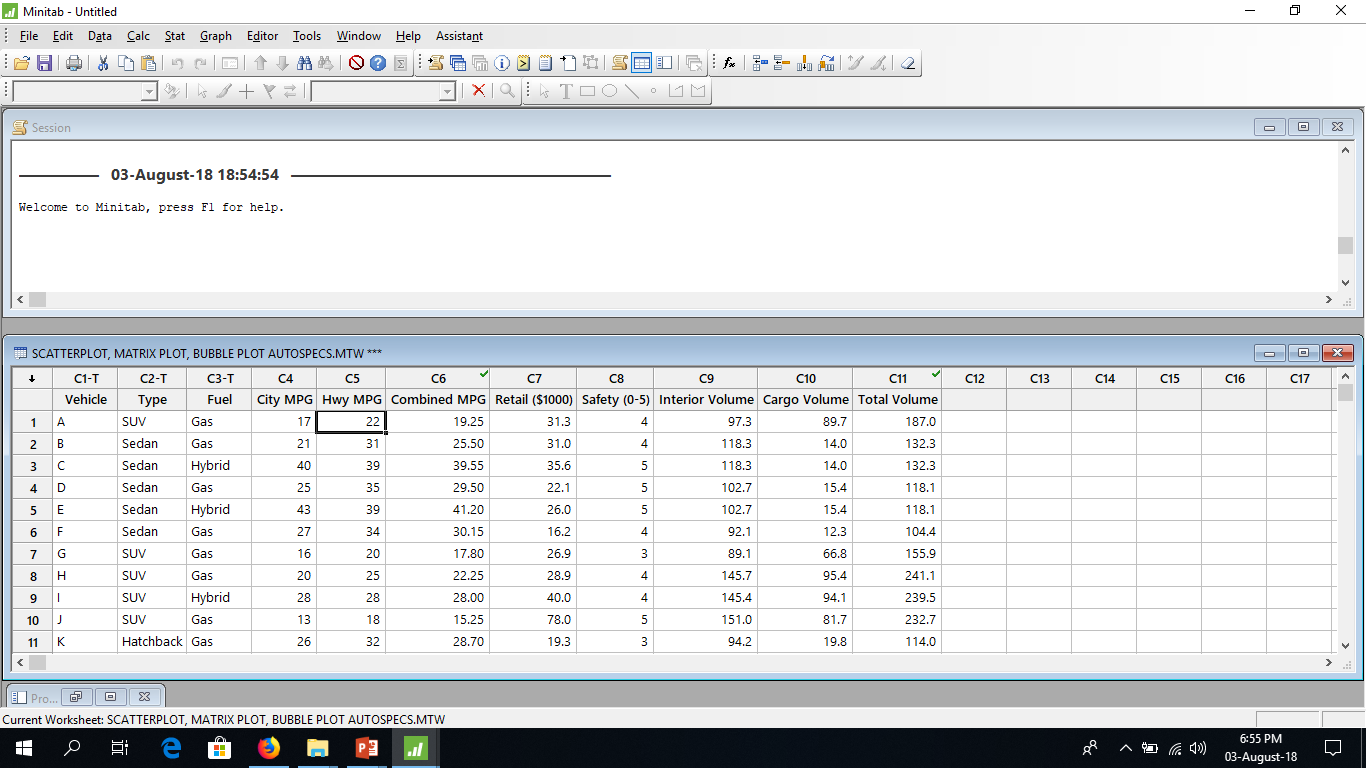 Minitab - Untitled
File Edit Data Calc Stat Graph Editor Tools Window Help Assistant
Session
03-August-18 18:54:54
Welcome to Minitab, press F1 for help.
SCATTERPLOT, MATRIX PLOT, BUBBLE PLOT AUTOSPECS.MTW ***
C1-T C2-T C3-T C4 C5 C6 C7 C8 C9 C10 C11 C12 C13 C14 C15 C16 C17
Vehicle Type Fuel City MPG Hwy MPG Combined MPG Retail ($1000) Safety (0-5) Interior Volume Cargo Volume Total Volume
1 A SUV Gas 17 22 19.25 31.3 4 97.3 89.7 187.0
2 B Sedan Gas 21 31 25.50 31.0 4 118.3 14.0 132.3
3 C Sedan Hybrid 40 39 39.55 35.6 5 118.3 14.0 132.3
4 D Sedan Gas 25 35 29.50 22.1 5 102.7 15.4 118.1
5 E Sedan Hybrid 43 39 41.20 26.0 5 102.7 15.4 118.1
6 F Sedan Gas 27 34 30.15 16.2 4 92.1 12.3 104.4
7 G SUV Gas 16 20 17.80 26.9 3 89.1 66.8 155.9
8 H SUV Gas 20 25 22.25 28.9 4 145.7 95.4 241.1
9 I SUV Hybrid 28 28 28.00 40.0 4 145.4 94.1 239.5
10 J SUV Gas 13 18 15.25 78.0 5 151.0 81.7 232.7
11 K Hatchback Gas 26 32 28.70 19.3 3 94.2 19.8 114.0
Pro...
Current Worksheet: SCATTERPLOT, MATRIX PLOT, BUBBLE PLOT AUTOSPECS.MTW
6:55 PM
03-August-18